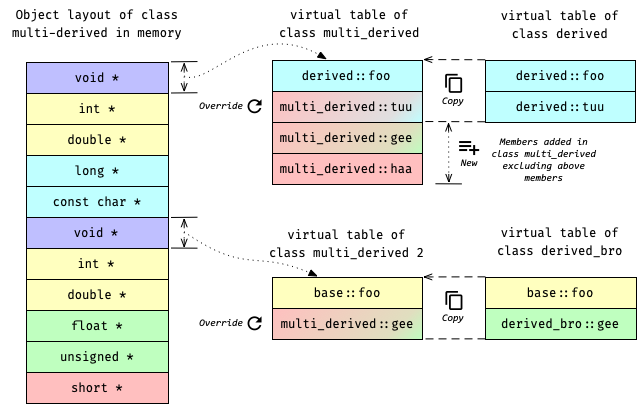 Object layout of class
multi-derived in memory
void *
int *
double *
long *
const char *
void *
int *
double *
float *
unsigned *
short *
virtual table of
class multi_derived
derived::foo
Override
multi_derived::tuu
multi_derived::gee
multi_derived::haa
Copy
New
Members added in
class multi_derived
excluding above
members
virtual table of
class derived
derived::foo
derived::tuu
virtual table of
class multi_derived 2
base::foo
Override
multi_derived::gee
Copy
virtual table of
class derived_bro
base::foo
derived_bro::gee